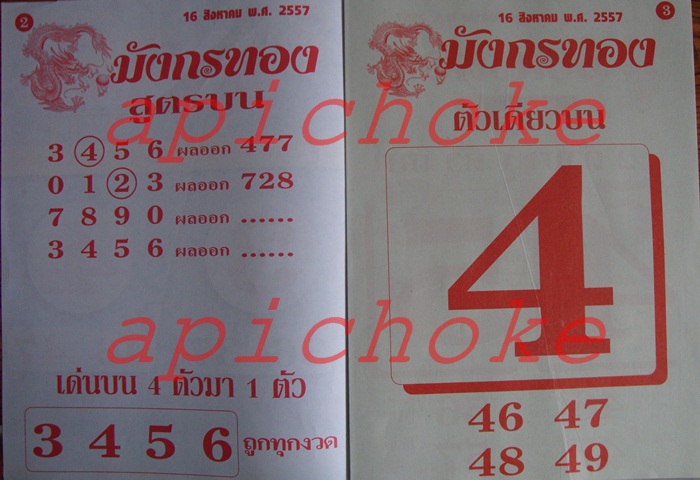 2
16 สิงหาคม พ.ศ. 2557
มังกรทอง
สูตรบน
3 4 5 6 ผลออก 477
0 1 2 3 ผลออก 728
7 8 9 0 ผลออก ......
3 4 5 6 ผลออก ......
เด่นบน 4 ตัวมา 1 ตัว
3 4 5 6 ถูกทุกงวด
16 สิงหาคม พ.ศ. 2557
3
มังกรทอง
ตัวเดียวบน
4
46 47
48 49
apichoke
apichoke